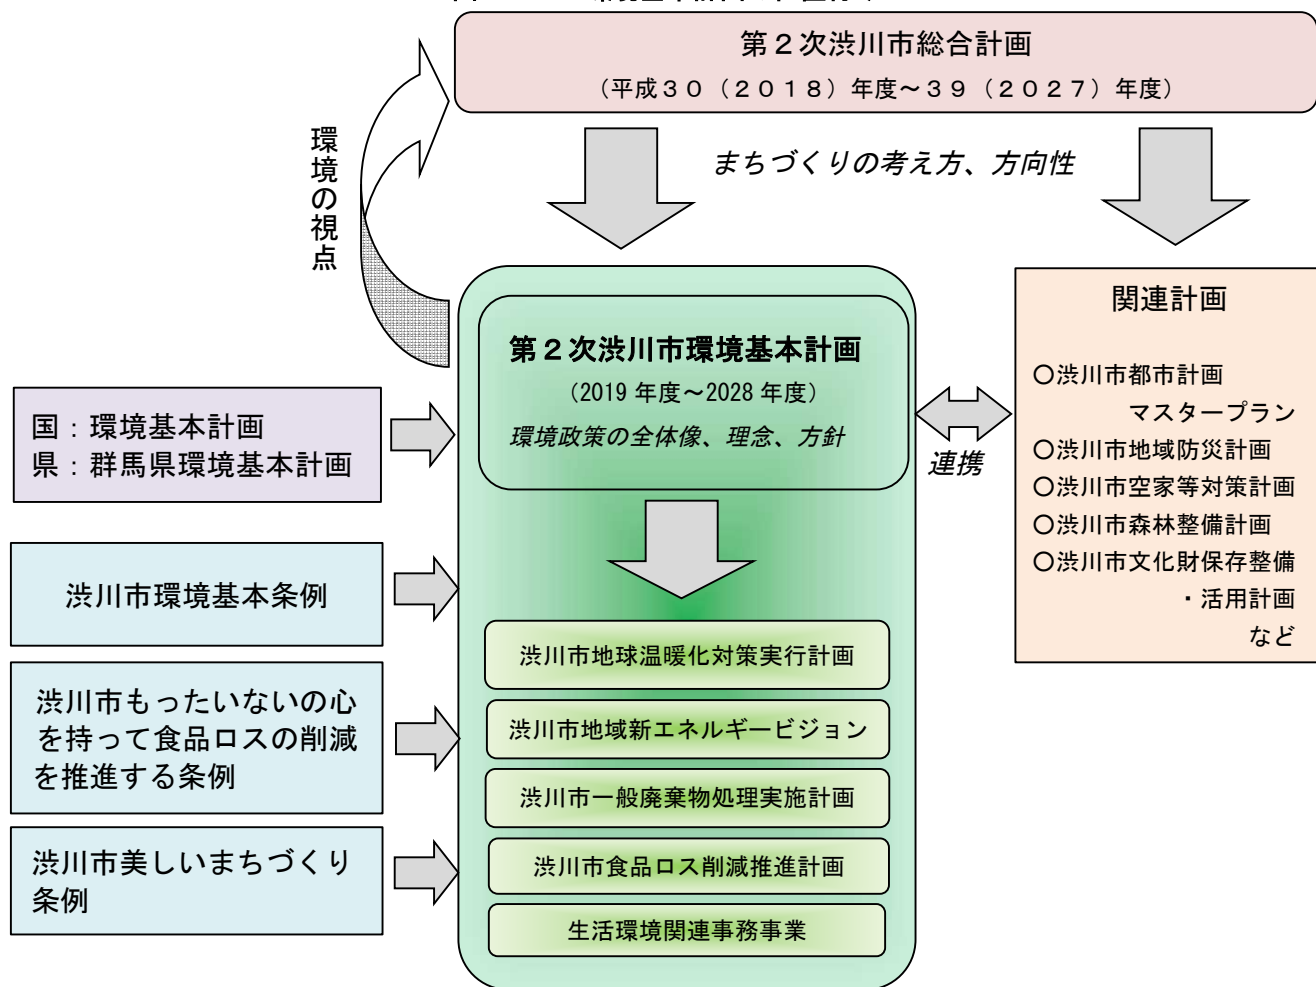 第２次渋川市総合計画
（平成３０（２０１８）年度～３９（２０２７）年度）
環境の視点
まちづくりの考え方、方向性
第２次渋川市環境基本計画
（2019 年度～2028 年度）
環境政策の全体像、理念、方針
国：環境基本計画
県：群馬県環境基本計画
渋川市環境基本条例
渋川市もったいないの心
を持って食品ロスの削減
を推進する条例
渋川市美しいまちづくり
条例
渋川市地球温暖化対策実行計画
渋川市地域新エネルギービジョン
渋川市一般廃棄物処理実施計画
渋川市食品ロス削減推進計画
生活環境関連事務事業
連携
関連計画
○渋川市都市計画
マスタープラン
○渋川市地域防災計画
○渋川市空家等対策計画
○渋川市森林整備計画
○渋川市文化財保存整備
・活用計画
など